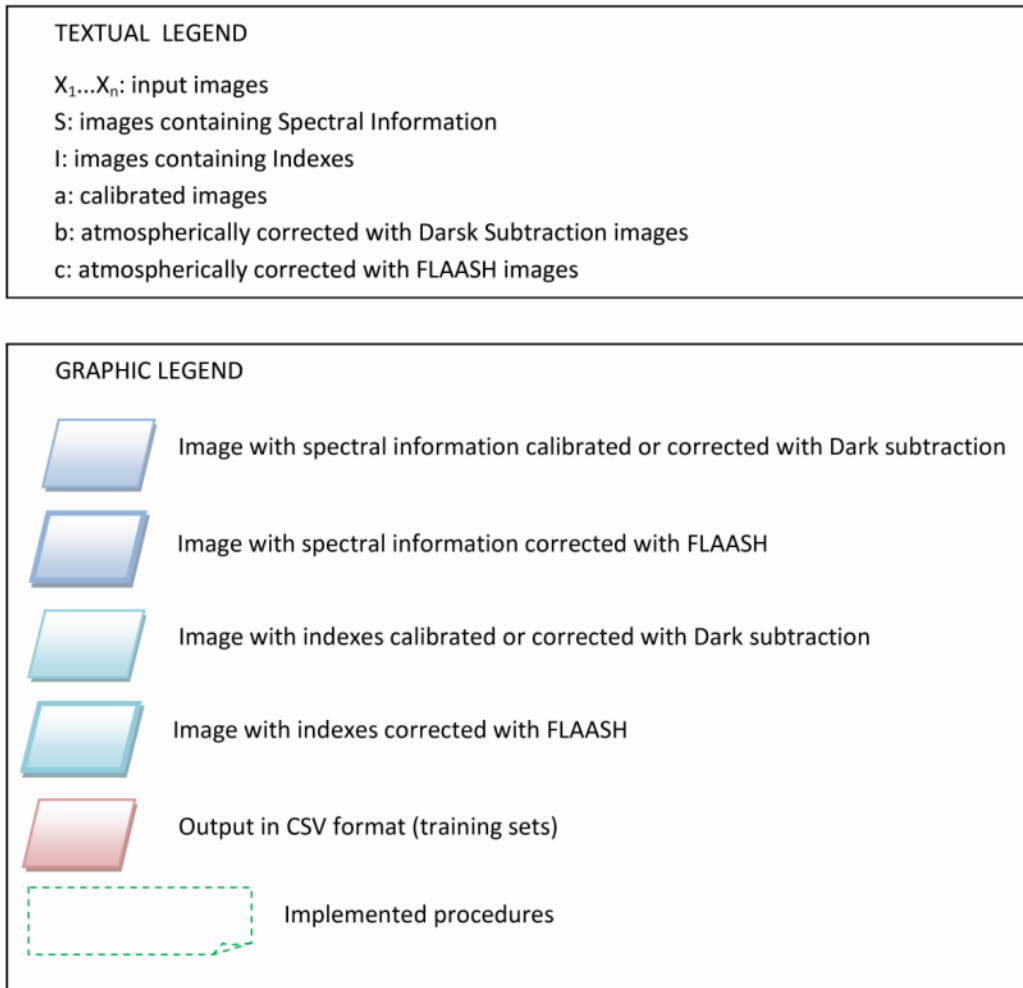 TEXTUAL LEGEND
X₁...Xₙ: input images
S: images containing Spectral Information
I: images containing Indexes
a: calibrated images
b: atmospherically corrected with Darsk Subtraction images
c: atmospherically corrected with FLAASH images
GRAPHIC LEGEND
Image with spectral information calibrated or corrected with Dark subtraction
Image with spectral information corrected with FLAASH
Image with indexes calibrated or corrected with Dark subtraction
Image with indexes corrected with FLAASH
Output in CSV format (training sets)
Implemented procedures